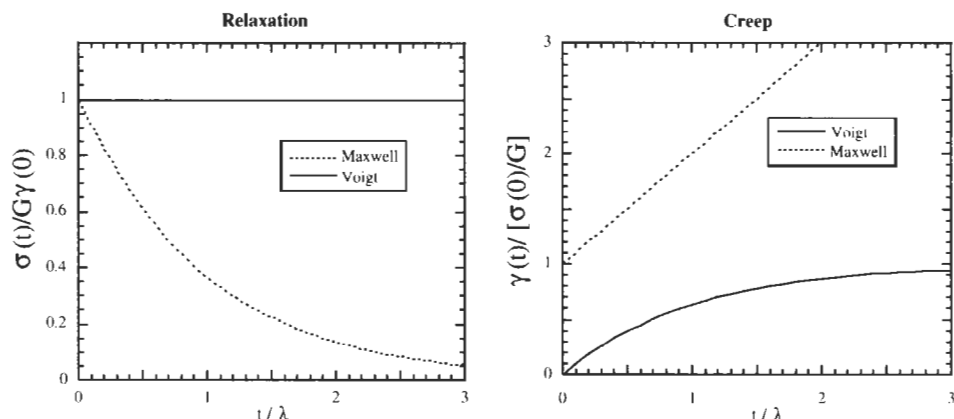 Relaxation
1
0.8
0.6
0.4
0.2
0
0
1
2
3
σ(t)/Gγ(0)
t / λ
Maxwell
Voigt
Creep
3
2
1
0
0
1
2
3
γ(t)/[σ(0)/G]
t / λ
Voigt
Maxwell